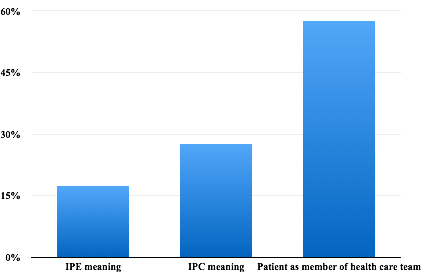 60%
45%
30%
15%
0%
IPE meaning
IPC meaning
Patient as member of health care team